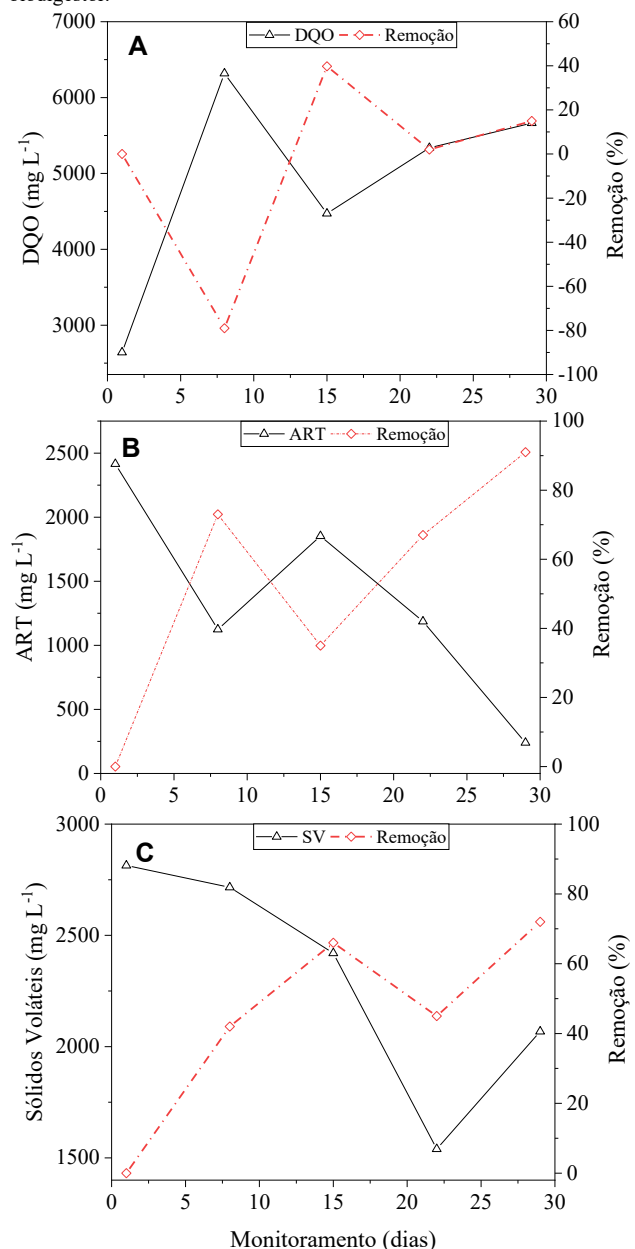 A
DQO
Remoção
7000
6000
5000
4000
3000
DQO (mg L-1)
60
40
20
0
-20
-40
-60
-80
-100
Remoção (%)
0 5 10 15 20 25 30
B
ART
Remoção
2500
2000
1500
1000
500
0
ART (mg L-1)
100
80
60
40
20
0
Remoção (%)
0 5 10 15 20 25 30
C
SV
Remoção
3000
2500
2000
1500
Sólidos Voláteis (mg L-1)
100
80
60
40
20
0
Remoção (%)
0 5 10 15 20 25 30
Monitoramento (dias)